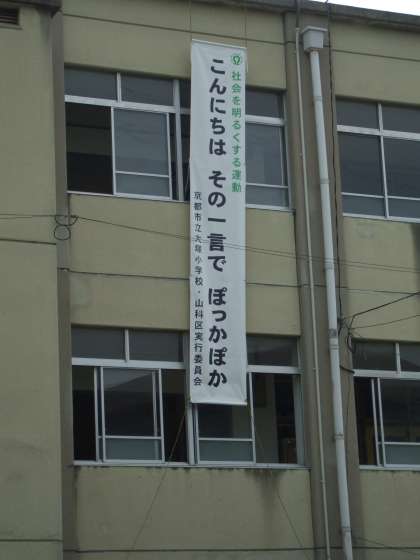 社会を明るくする運動
こんにちは その一言で ぽっかぽか
京都市立大塚小学校・山科区実行委員会